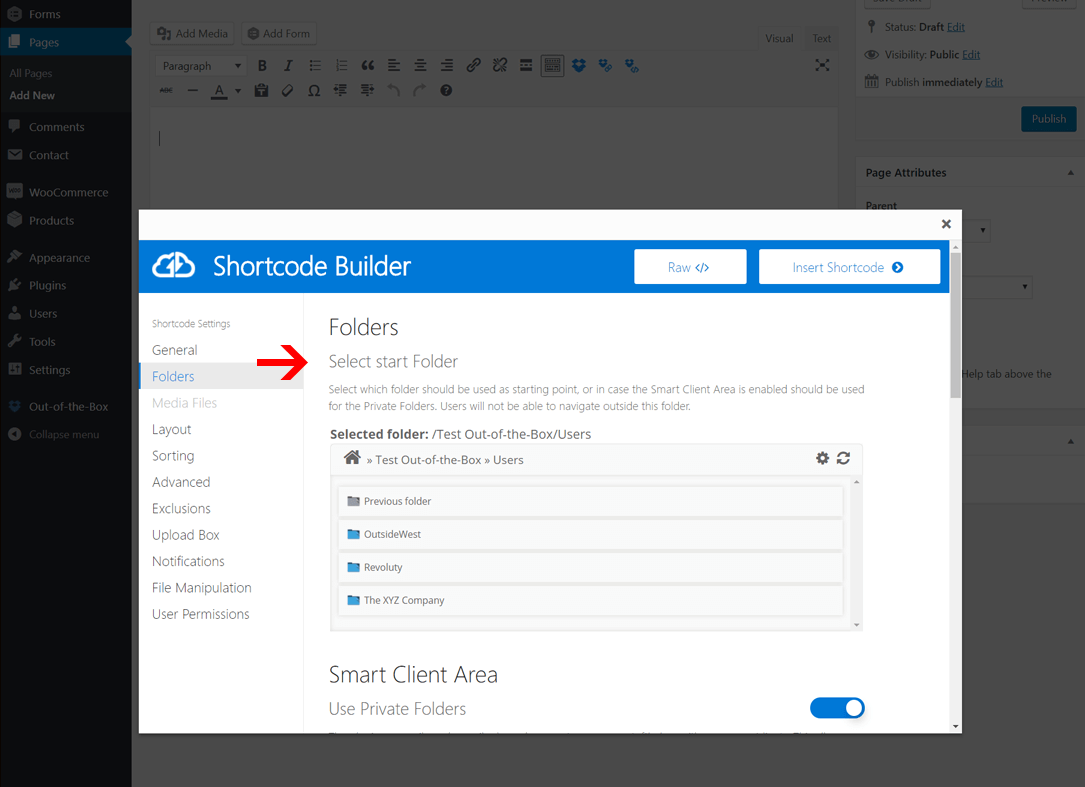 Forms
Pages
All Pages
Add New
Comments
Contact
WooCommerce
Products
Appearance
Plugins
Users
Tools
Settings
Out-of-the-Box
Collapse menu
Add Media
Add Form
Visual
Text
Paragraph
B I
ABC
A
Status: Draft Edit
Visibility: Public Edit
Publish immediately Edit
Publish
Page Attributes
Parent
Help tab above the
Shortcode Builder
Raw </>
Insert Shortcode
Shortcode Settings
General
Folders
Media Files
Layout
Sorting
Advanced
Exclusions
Upload Box
Notifications
File Manipulation
User Permissions
Folders
Select start Folder
Select which folder should be used as starting point, or in case the Smart Client Area is enabled should be used
for the Private Folders. Users will not be able to navigate outside this folder.
Selected folder: /Test Out-of-the-Box/Users
» Test Out-of-the-Box » Users
Previous folder
OutsideWest
Revoluty
The XYZ Company
Smart Client Area
Use Private Folders